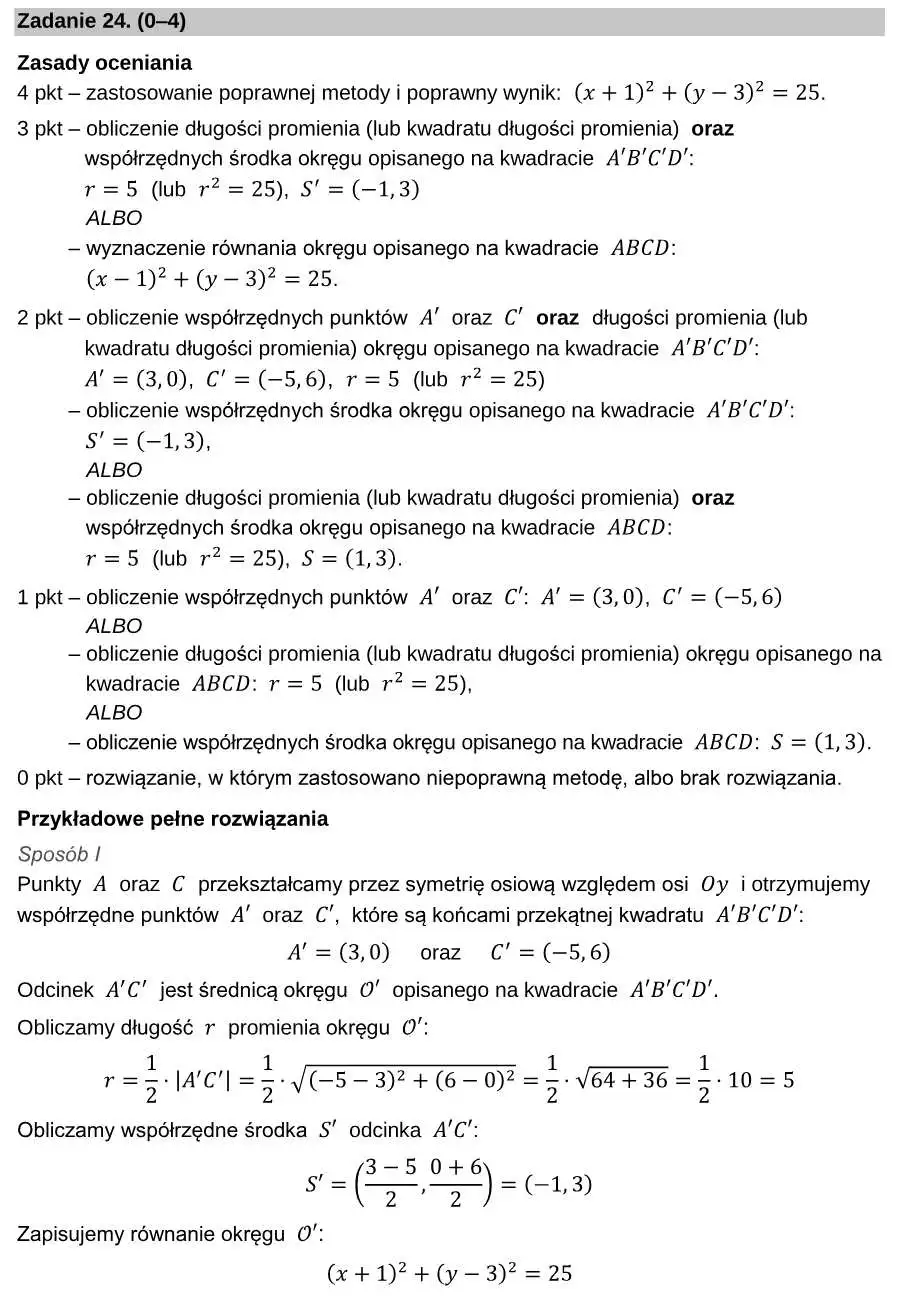 Zadanie 24. (0–4)
Zasady oceniania
4 pkt – zastosowanie poprawnej metody i poprawny wynik: (x + 1)² + (y − 3)² = 25.
3 pkt – obliczenie długości promienia (lub kwadratu długości promienia) oraz
współrzędnych środka okręgu opisanego na kwadracie A′B′C′D′:
r = 5 (lub r² = 25), S′ = (−1, 3)
ALBO
– wyznaczenie równania okręgu opisanego na kwadracie ABCD:
(x − 1)² + (y − 3)² = 25.
2 pkt – obliczenie współrzędnych punktów A′ oraz C′ oraz długości promienia (lub
kwadratu długości promienia) okręgu opisanego na kwadracie A′B′C′D′:
A′ = (3, 0), C′ = (−5, 6), r = 5 (lub r² = 25)
– obliczenie współrzędnych środka okręgu opisanego na kwadracie A′B′C′D′:
S′ = (−1, 3),
ALBO
– obliczenie długości promienia (lub kwadratu długości promienia) oraz
współrzędnych środka okręgu opisanego na kwadracie ABCD:
r = 5 (lub r² = 25), S = (1, 3).
1 pkt – obliczenie współrzędnych punktów A′ oraz C′: A′ = (3, 0), C′ = (−5, 6)
ALBO
– obliczenie długości promienia (lub kwadratu długości promienia) okręgu opisanego na
kwadracie ABCD: r = 5 (lub r² = 25),
ALBO
– obliczenie współrzędnych środka okręgu opisanego na kwadracie ABCD: S = (1, 3).
0 pkt – rozwiązanie, w którym zastosowano niepoprawną metodę, albo brak rozwiązania.
Przykładowe pełne rozwiązania
Sposób I
Punkty A oraz C przekształcamy przez symetrię osiową względem osi Oy i otrzymujemy
współrzędne punktów A′ oraz C′, które są końcami przekątnej kwadratu A′B′C′D′:
A′ = (3, 0) oraz C′ = (−5, 6)
Odcinek A′C′ jest średnicą okręgu 𝒪′ opisanego na kwadracie A′B′C′D′.
Obliczamy długość r promienia okręgu 𝒪′:
r = 1/2 · |A′C′| = 1/2 · √((−5 − 3)² + (6 − 0)²) = 1/2 · √(64 + 36) = 1/2 · 10 = 5
Obliczamy współrzędne środka S′ odcinka A′C′:
S′ = ((3 − 5)/2, (0 + 6)/2) = (−1, 3)
Zapisujemy równanie okręgu 𝒪′:
(x + 1)² + (y − 3)² = 25